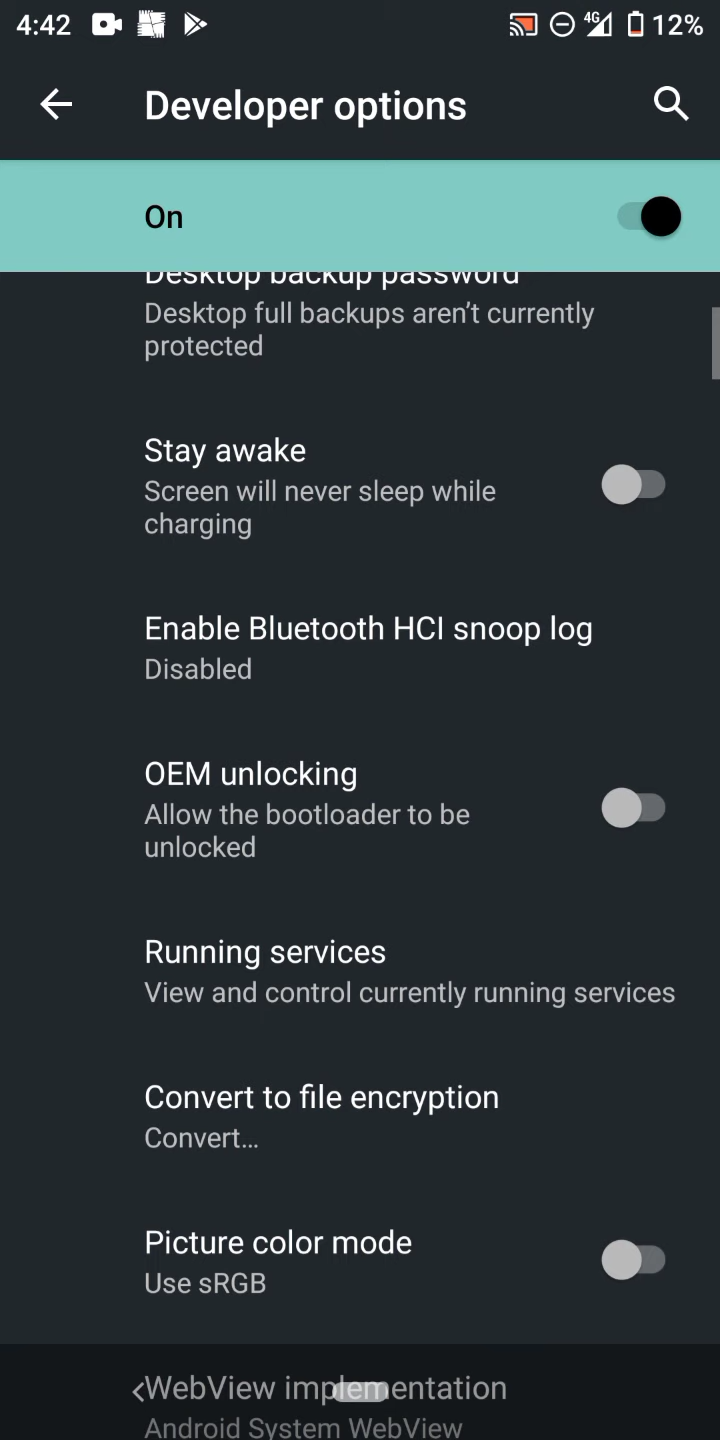 4:42 4G 12%
Developer options
On
Desktop backup password
Desktop full backups aren’t currently
protected
Stay awake
Screen will never sleep while
charging
Enable Bluetooth HCI snoop log
Disabled
OEM unlocking
Allow the bootloader to be
unlocked
Running services
View and control currently running services
Convert to file encryption
Convert…
Picture color mode
Use sRGB
WebView implementation
Android System WebView